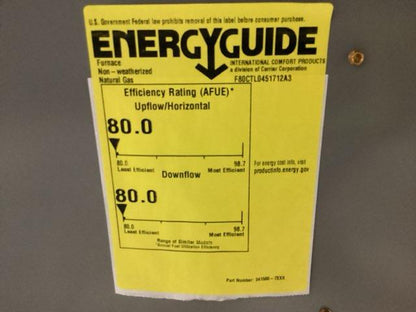 U.S. Government Federal law prohibits removal of this label before consumer purchase.
ENERGYGUIDE
Furnace
Non - weatherized
Natural Gas
INTERNATIONAL COMFORT PRODUCTS
a division of Carrier Corporation
F80CTL0451712A3
Efficiency Rating (AFUE)*
Upflow/Horizontal
80.0
80.0 98.7
Least Efficient Most Efficient
For energy cost info, visit
productinfo.energy.gov
Downflow
80.0
80.0 98.7
Least Efficient Most Efficient
Range of Similar Models
*Annual Fuel Utilization Efficiency
Part Number: